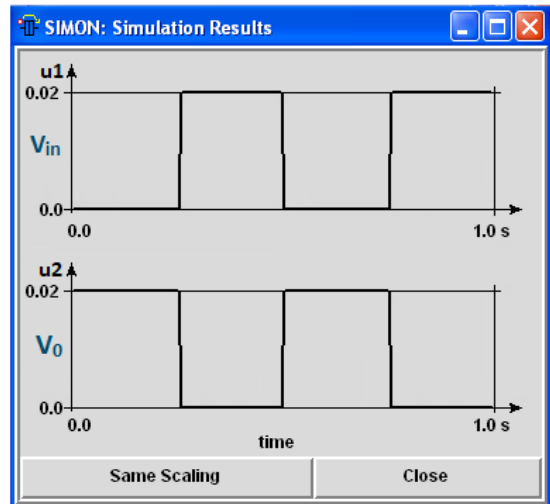 SIMON: Simulation Results
u1
0.02
Vin
0.0
0.0 1.0 s
u2
0.02
V0
0.0
0.0 1.0 s
time
Same Scaling Close